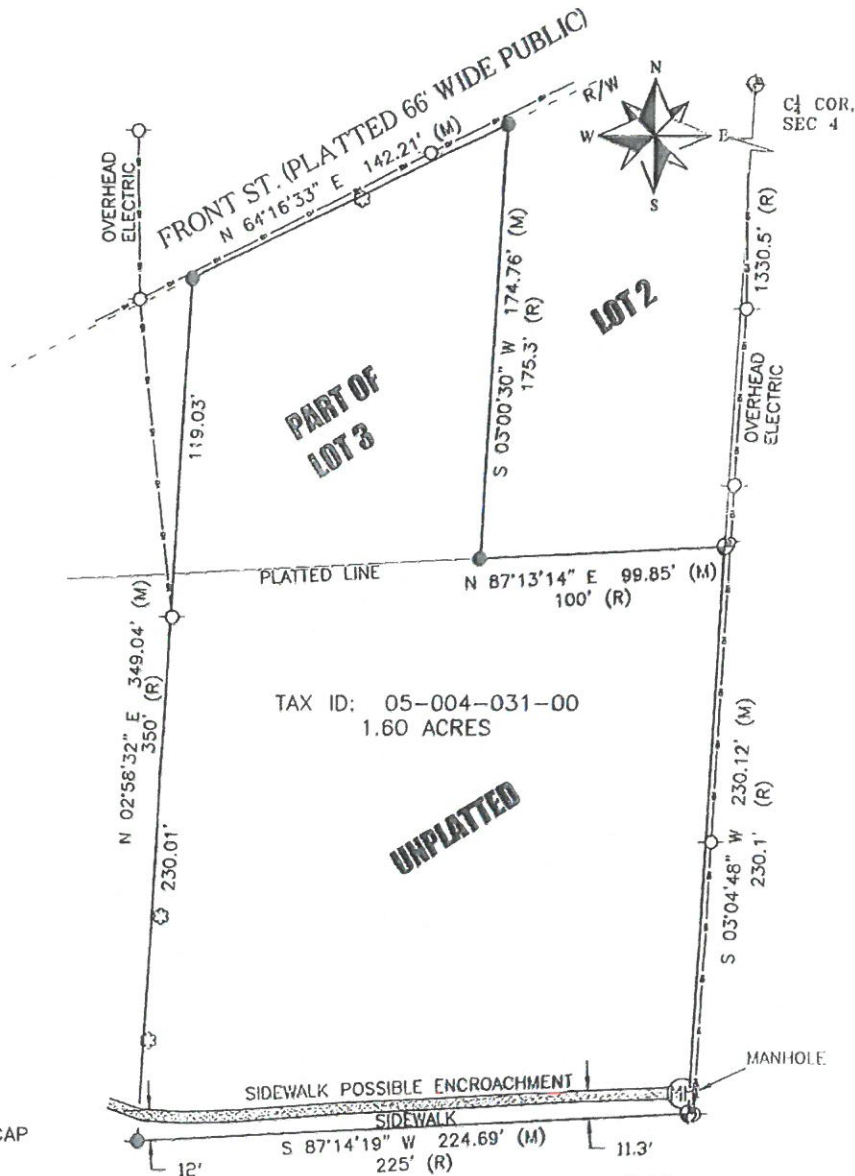 FRONT ST. (PLATTED 66' WIDE PUBLIC)
N 64°16'33" E 142.21' (M)
R/W
N
W E
S
C¼ COR,
SEC 4
OVERHEAD
ELECTRIC
1330.5' (R)
119.03'
PART OF
LOT 3
S 03°00'30" W 174.76' (M)
175.3' (R)
LOT 2
OVERHEAD
ELECTRIC
PLATTED LINE
N 87°13'14" E 99.85' (M)
100' (R)
N 02°58'32" E 349.04' (M)
350' (R)
TAX ID: 05-004-031-00
1.60 ACRES
UNPLATTED
230.01'
S 03°04'48" W 230.12' (M)
230.1' (R)
MANHOLE
SIDEWALK POSSIBLE ENCROACHMENT
SIDEWALK
CAP
S 87°14'19" W 224.69' (M)
225' (R)
12'
11.3'